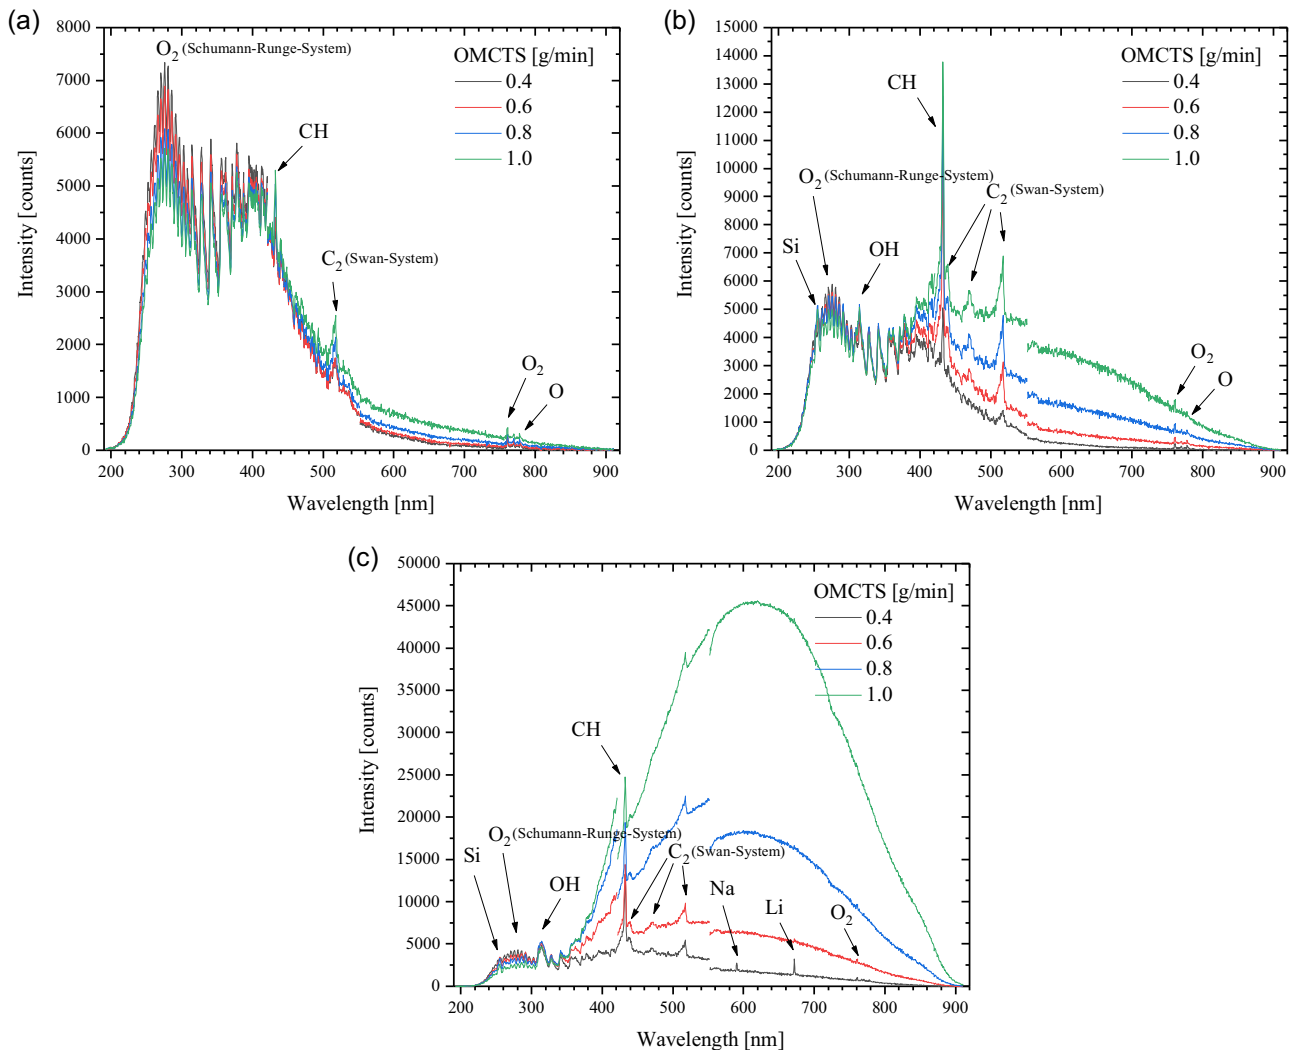 (a)
8000
7000
6000
5000
4000
3000
2000
1000
0
Intensity [counts]
O2 (Schumann-Runge-System)
CH
C2 (Swan-System)
O2
O
OMCTS [g/min]
0.4
0.6
0.8
1.0
200 300 400 500 600 700 800 900
Wavelength [nm]
(b)
15000
14000
13000
12000
11000
10000
9000
8000
7000
6000
5000
4000
3000
2000
1000
0
Intensity [counts]
CH
O2 (Schumann-Runge-System)
C2 (Swan-System)
Si
OH
O2
O
OMCTS [g/min]
0.4
0.6
0.8
1.0
200 300 400 500 600 700 800 900
Wavelength [nm]
(c)
50000
45000
40000
35000
30000
25000
20000
15000
10000
5000
0
Intensity [counts]
OMCTS [g/min]
0.4
0.6
0.8
1.0
CH
O2 (Schumann-Runge-System)
Si
OH
C2 (Swan-System)
Na
Li
O2
200 300 400 500 600 700 800 900
Wavelength [nm]